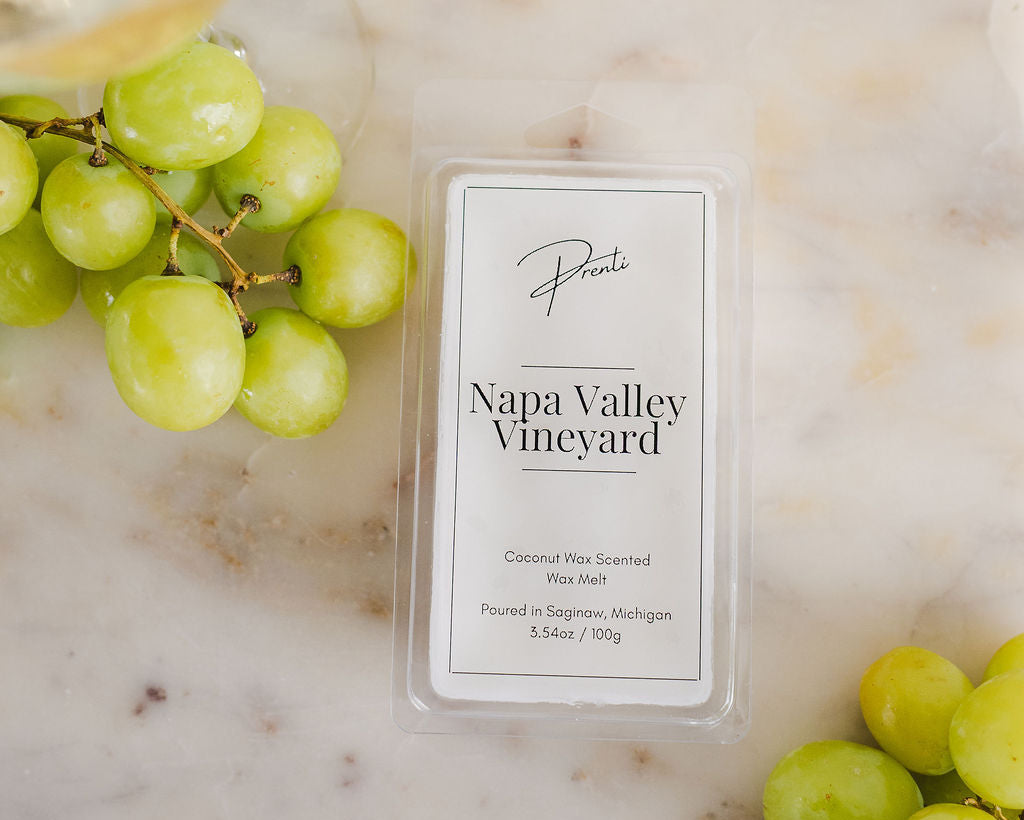 Prenti
Napa Valley
Vineyard
Coconut Wax Scented
Wax Melt
Poured in Saginaw, Michigan
3.54oz / 100g